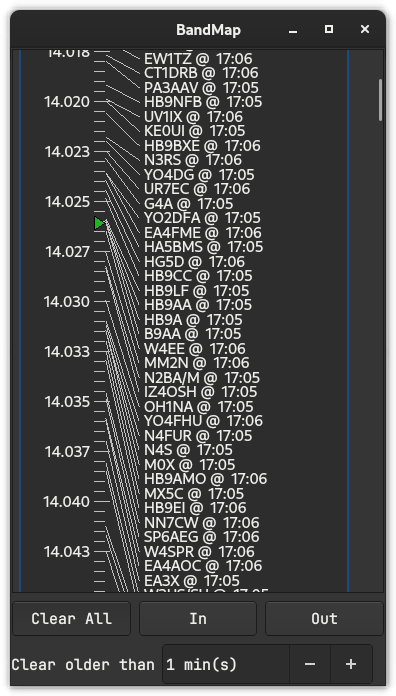 BandMap
14.018
EW1TZ @ 17:06
CT1DRB @ 17:06
PA3AAV @ 17:05
14.020
HB9NFB @ 17:05
UV1IX @ 17:06
KE0UI @ 17:05
HB9BXE @ 17:06
14.023
N3RS @ 17:06
YO4DG @ 17:05
UR7EC @ 17:06
14.025
G4A @ 17:05
YO2DFA @ 17:05
EA4FME @ 17:06
14.027
HA5BMS @ 17:05
HG5D @ 17:06
HB9CC @ 17:05
HB9LF @ 17:05
14.030
HB9AA @ 17:05
HB9A @ 17:05
B9AA @ 17:05
14.033
W4EE @ 17:06
MM2N @ 17:06
N2BA/M @ 17:05
IZ4OSH @ 17:05
14.035
OH1NA @ 17:05
YO4FHU @ 17:06
N4FUR @ 17:05
14.037
N4S @ 17:05
M0X @ 17:05
HB9AMO @ 17:06
MX5C @ 17:05
14.040
HB9EI @ 17:05
NN7CW @ 17:06
SP6AEG @ 17:06
14.043
W4SPR @ 17:06
EA4AOC @ 17:06
EA3X @ 17:05
Clear All
In
Out
Clear older than
1 min(s)
−
+